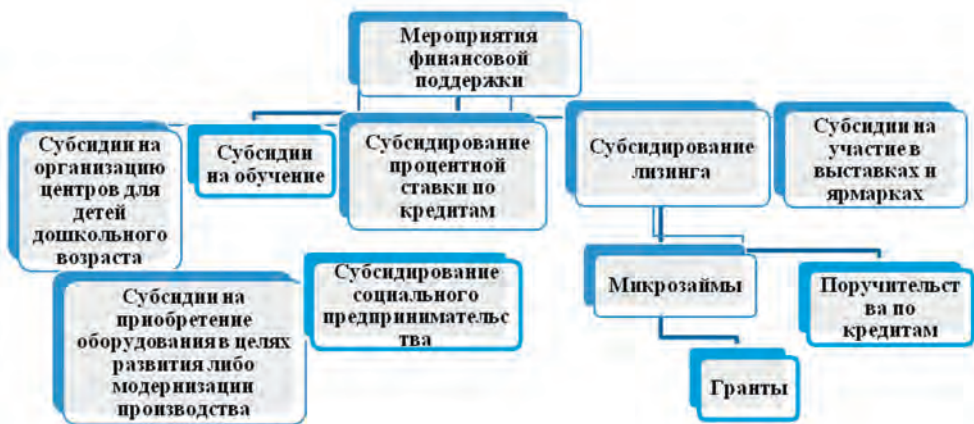 Мероприятия
финансовой
поддержки
Субсидии на
организацию
центров для
детей
дошкольного
возраста
Субсидии
на обучение
Субсидирование
процентной
ставки по
кредитам
Субсидирование
лизинга
Субсидии на
участие в
выставках и
ярмарках
Субсидии на
приобретение
оборудования в целях
развития либо
модернизации
производства
Субсидирование
социального
предпринимательс
тва
Микрозаймы
Поручительст
ва по
кредитам
Гранты